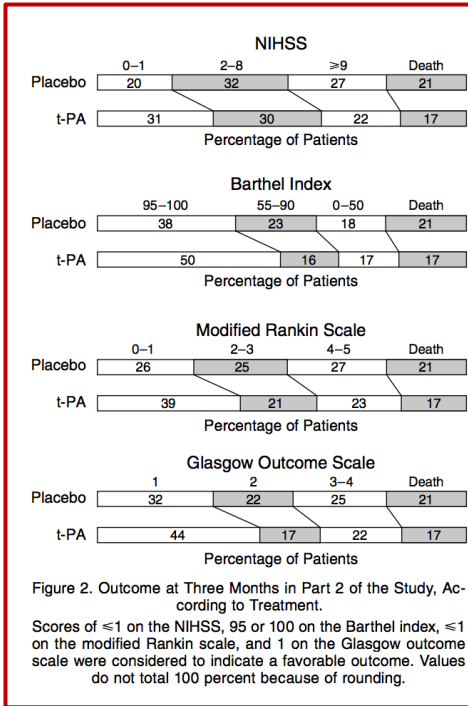 NIHSS
0–1 2–8 ≥9 Death
Placebo 20 32 27 21
t-PA 31 30 22 17
Percentage of Patients
Barthel Index
95–100 55–90 0–50 Death
Placebo 38 23 18 21
t-PA 50 16 17 17
Percentage of Patients
Modified Rankin Scale
0–1 2–3 4–5 Death
Placebo 26 25 27 21
t-PA 39 21 23 17
Percentage of Patients
Glasgow Outcome Scale
1 2 3–4 Death
Placebo 32 22 25 21
t-PA 44 17 22 17
Percentage of Patients
Figure 2. Outcome at Three Months in Part 2 of the Study, Ac-
cording to Treatment.
Scores of ≤1 on the NIHSS, 95 or 100 on the Barthel index, ≤1
on the modified Rankin scale, and 1 on the Glasgow outcome
scale were considered to indicate a favorable outcome. Values
do not total 100 percent because of rounding.